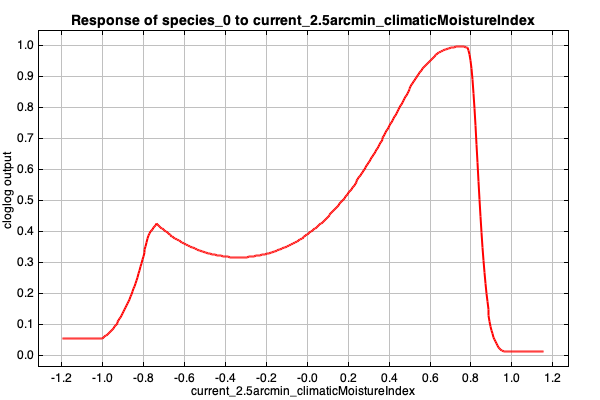 Response of species_0 to current_2.5arcmin_climaticMoistureIndex
1.0
0.9
0.8
0.7
0.6
0.5
0.4
0.3
0.2
0.1
0.0
cloglog output
-1.2 -1.0 -0.8 -0.6 -0.4 -0.2 -0.0 0.2 0.4 0.6 0.8 1.0 1.2
current_2.5arcmin_climaticMoistureIndex